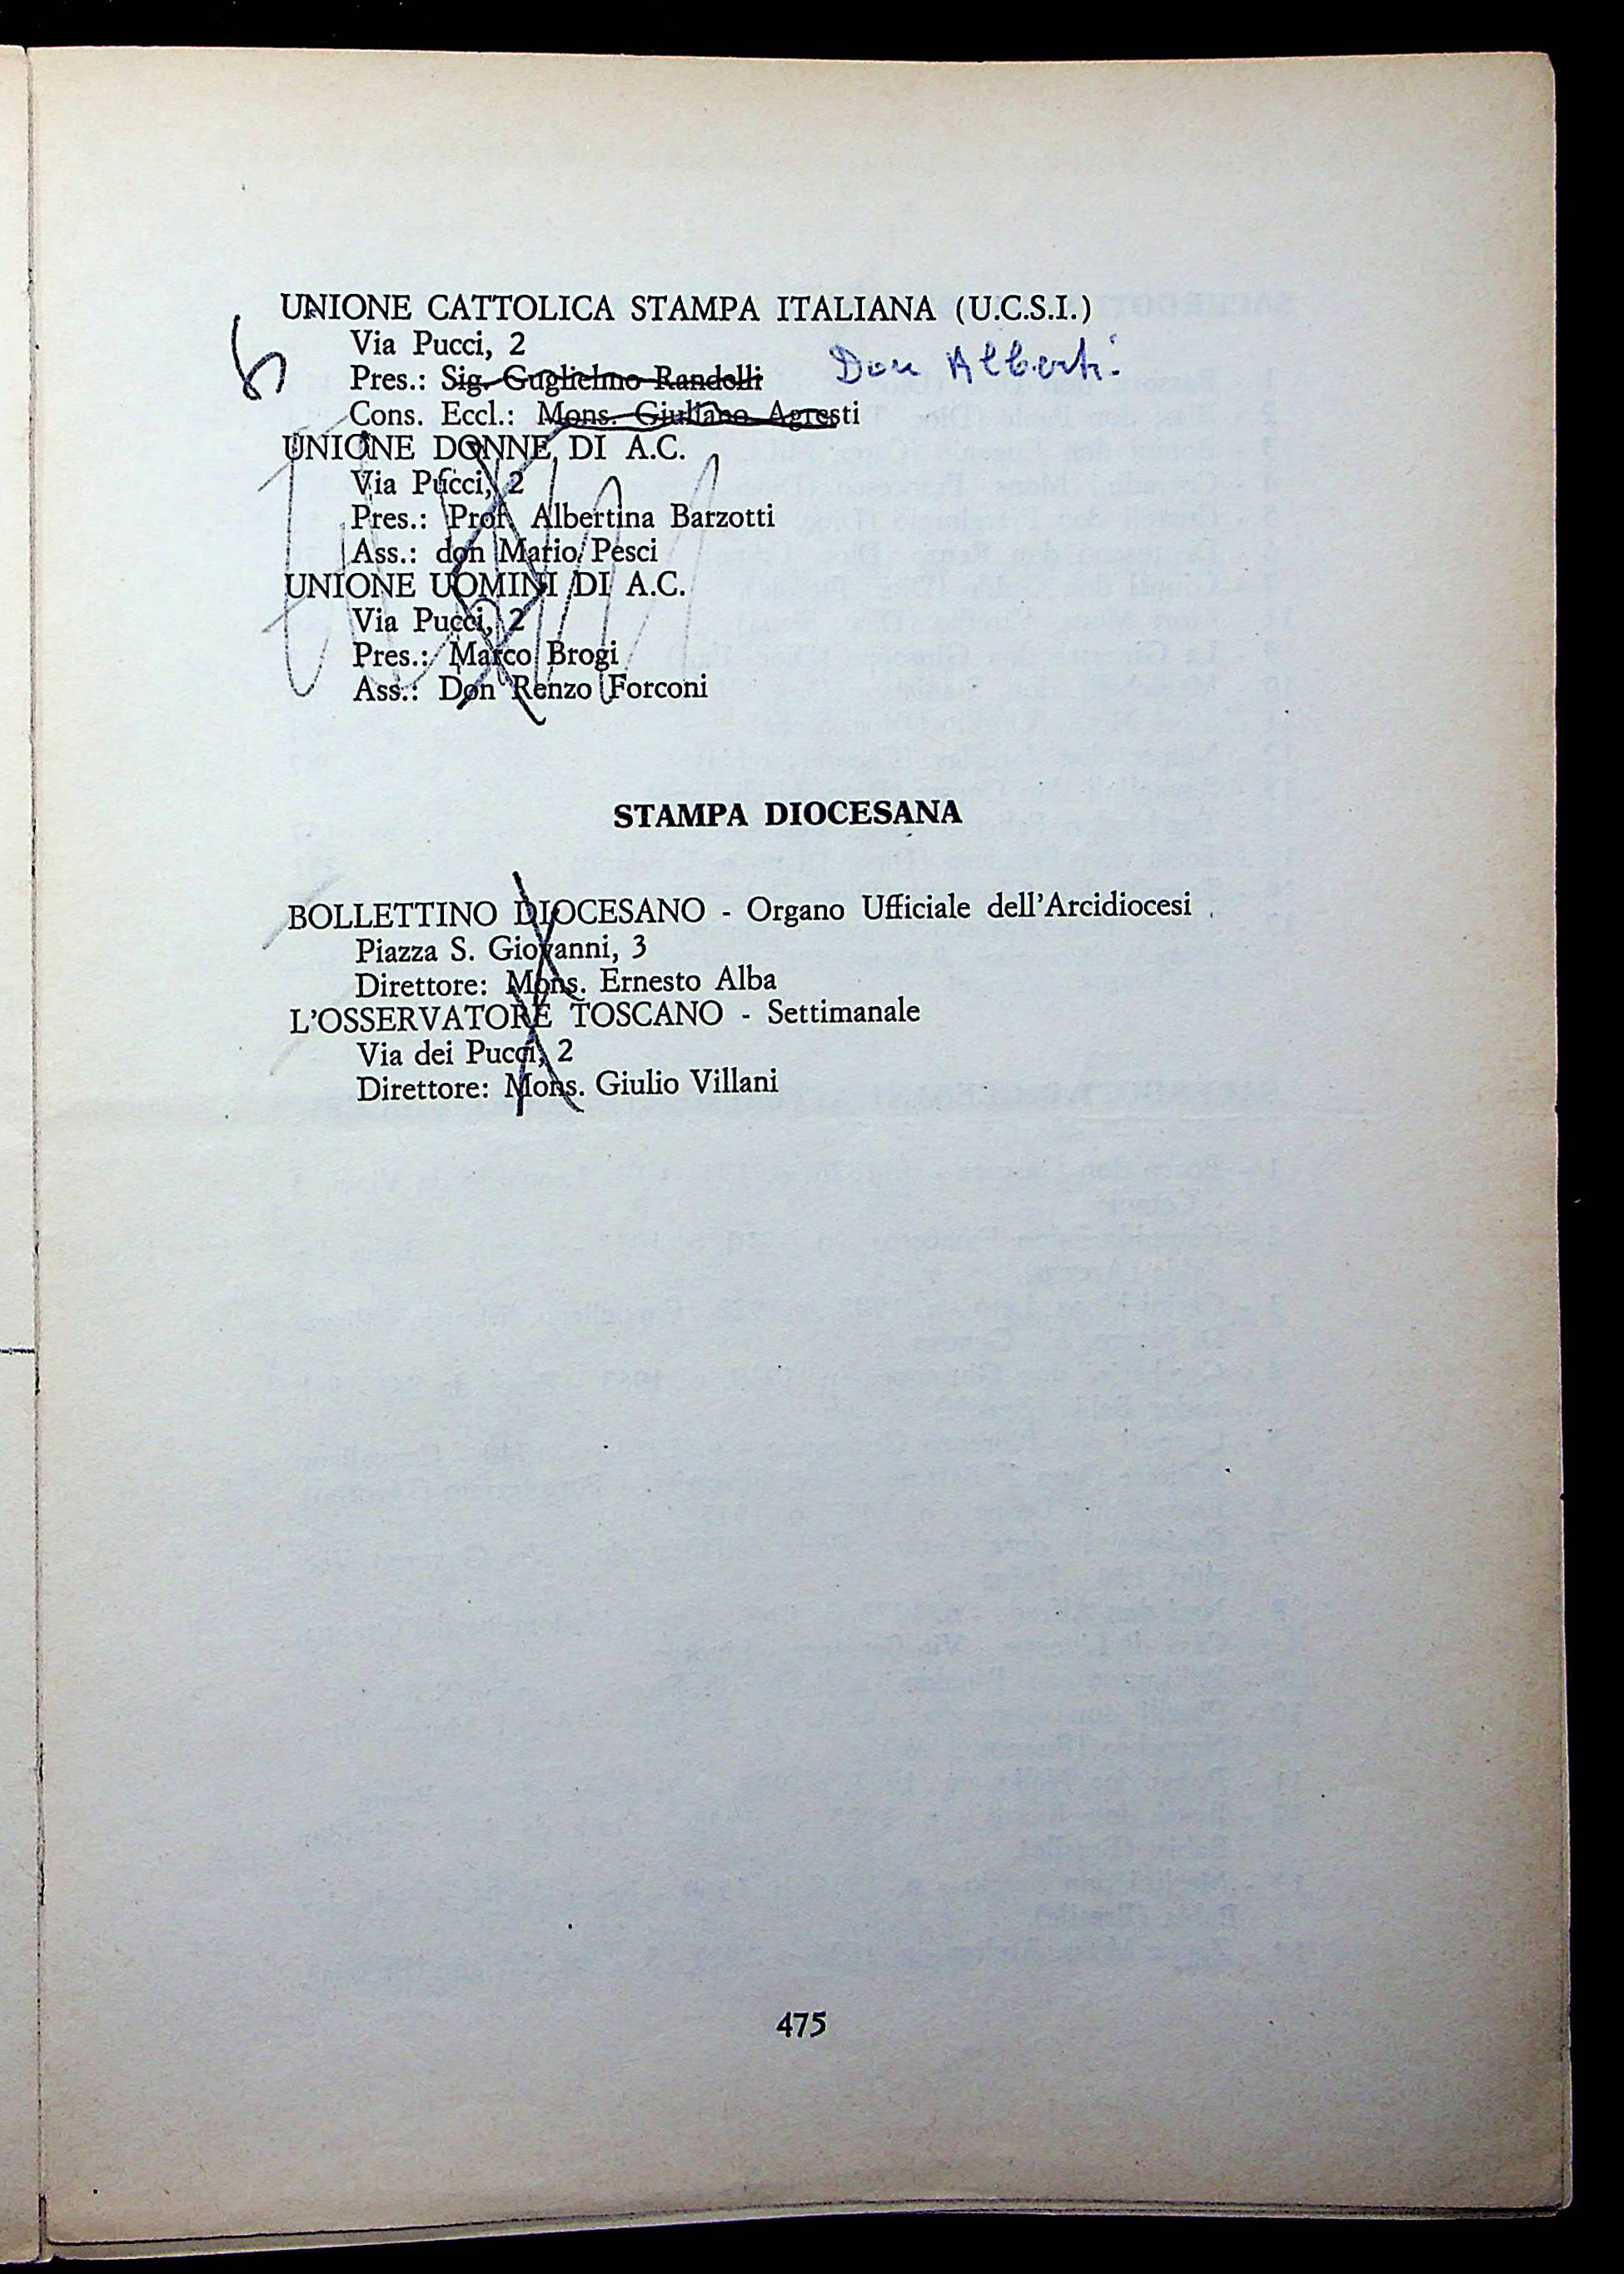 UNIONE CATTOLICA STAMPA ITALIANA (U.C.S.I.)
Via Pucci, 2
Pres.: Sig. Guglielmo Randelli
Don Alberti
Cons. Eccl.: Mons. Giuliano Agresti
UNIONE DONNE DI A.C.
Via Pucci, 2
Pres.: Prof. Albertina Barzotti
Ass.: don Mario Pesci
UNIONE UOMINI DI A.C.
Via Pucci, 2
Pres.: Marco Brogi
Ass.: Don Renzo Forconi
STAMPA DIOCESANA
BOLLETTINO DIOCESANO - Organo Ufficiale dell'Arcidiocesi
Piazza S. Giovanni, 3
Direttore: Mons. Ernesto Alba
L'OSSERVATORE TOSCANO - Settimanale
Via dei Pucci, 2
Direttore: Mons. Giulio Villani
475